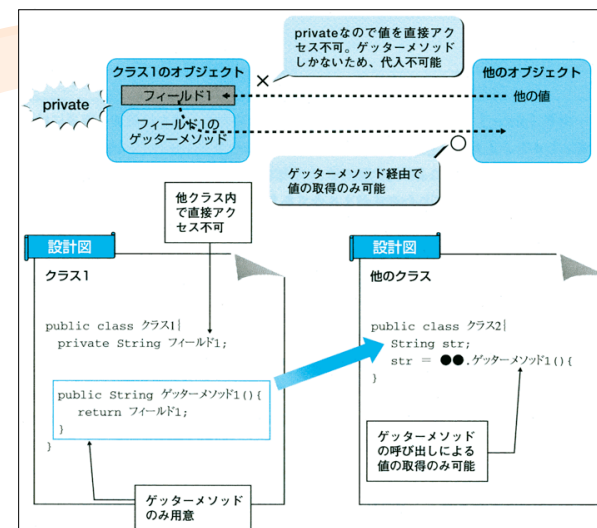 privateなので値を直接アク
セス不可。ゲッターメソッド
しかないため、代入不可能
クラス1のオブジェクト
他のオブジェクト
×
private
フィールド1
他の値
フィールド1の
ゲッターメソッド
○
ゲッターメソッド経由で
値の取得のみ可能
他クラス内
で直接アク
セス不可
設計図
クラス1
public class クラス1{
private String フィールド1;
public String ゲッターメソッド1(){
return フィールド1;
}
}
ゲッターメソッド
のみ用意
設計図
他のクラス
public class クラス2{
String str;
str = ●●.ゲッターメソッド1(){
}
ゲッターメソッド
の呼び出しによる
値の取得のみ可能